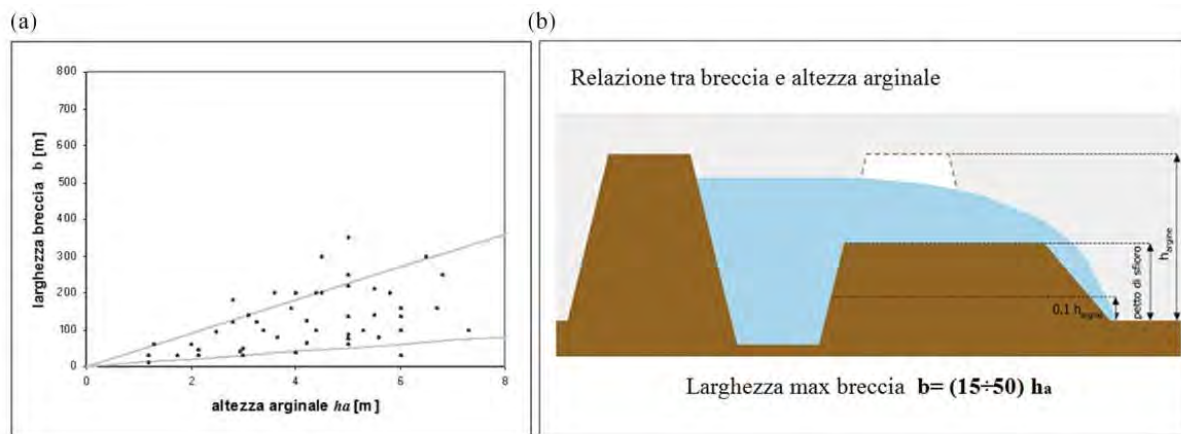 (a)
800
700
600
500
400
300
200
100
0
larghezza breccia b [m]
0 2 4 6 8
altezza arginale ha [m]
(b)
Relazione tra breccia e altezza arginale
h argine
petto di sfioro
0,1 h argine
Larghezza max breccia b= (15÷50) ha